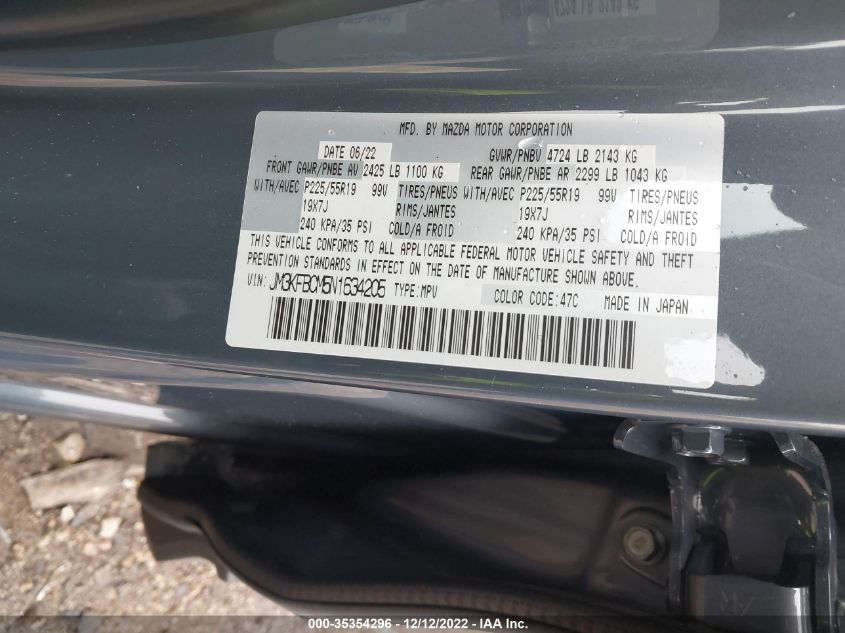 MFD. BY MAZDA MOTOR CORPORATION
DATE 06/22 GVWR/PNBV 4724 LB 2143 KG
FRONT GAWR/PNBE AV 2425 LB 1100 KG REAR GAWR/PNBE AR 2299 LB 1043 KG
WITH/AVEC P225/55R19 99V TIRES/PNEUS WITH/AVEC P225/55R19 99V TIRES/PNEUS
19X7J RIMS/JANTES 19X7J RIMS/JANTES
240 KPA/35 PSI COLD/A FROID 240 KPA/35 PSI COLD/A FROID
THIS VEHICLE CONFORMS TO ALL APPLICABLE FEDERAL MOTOR VEHICLE SAFETY AND THEFT
PREVENTION STANDARDS IN EFFECT ON THE DATE OF MANUFACTURE SHOWN ABOVE.
VIN: JM3KFBCM5N1634205 TYPE:MPV COLOR CODE:47C MADE IN JAPAN
000-35354296 - 12/12/2022 - IAA Inc.